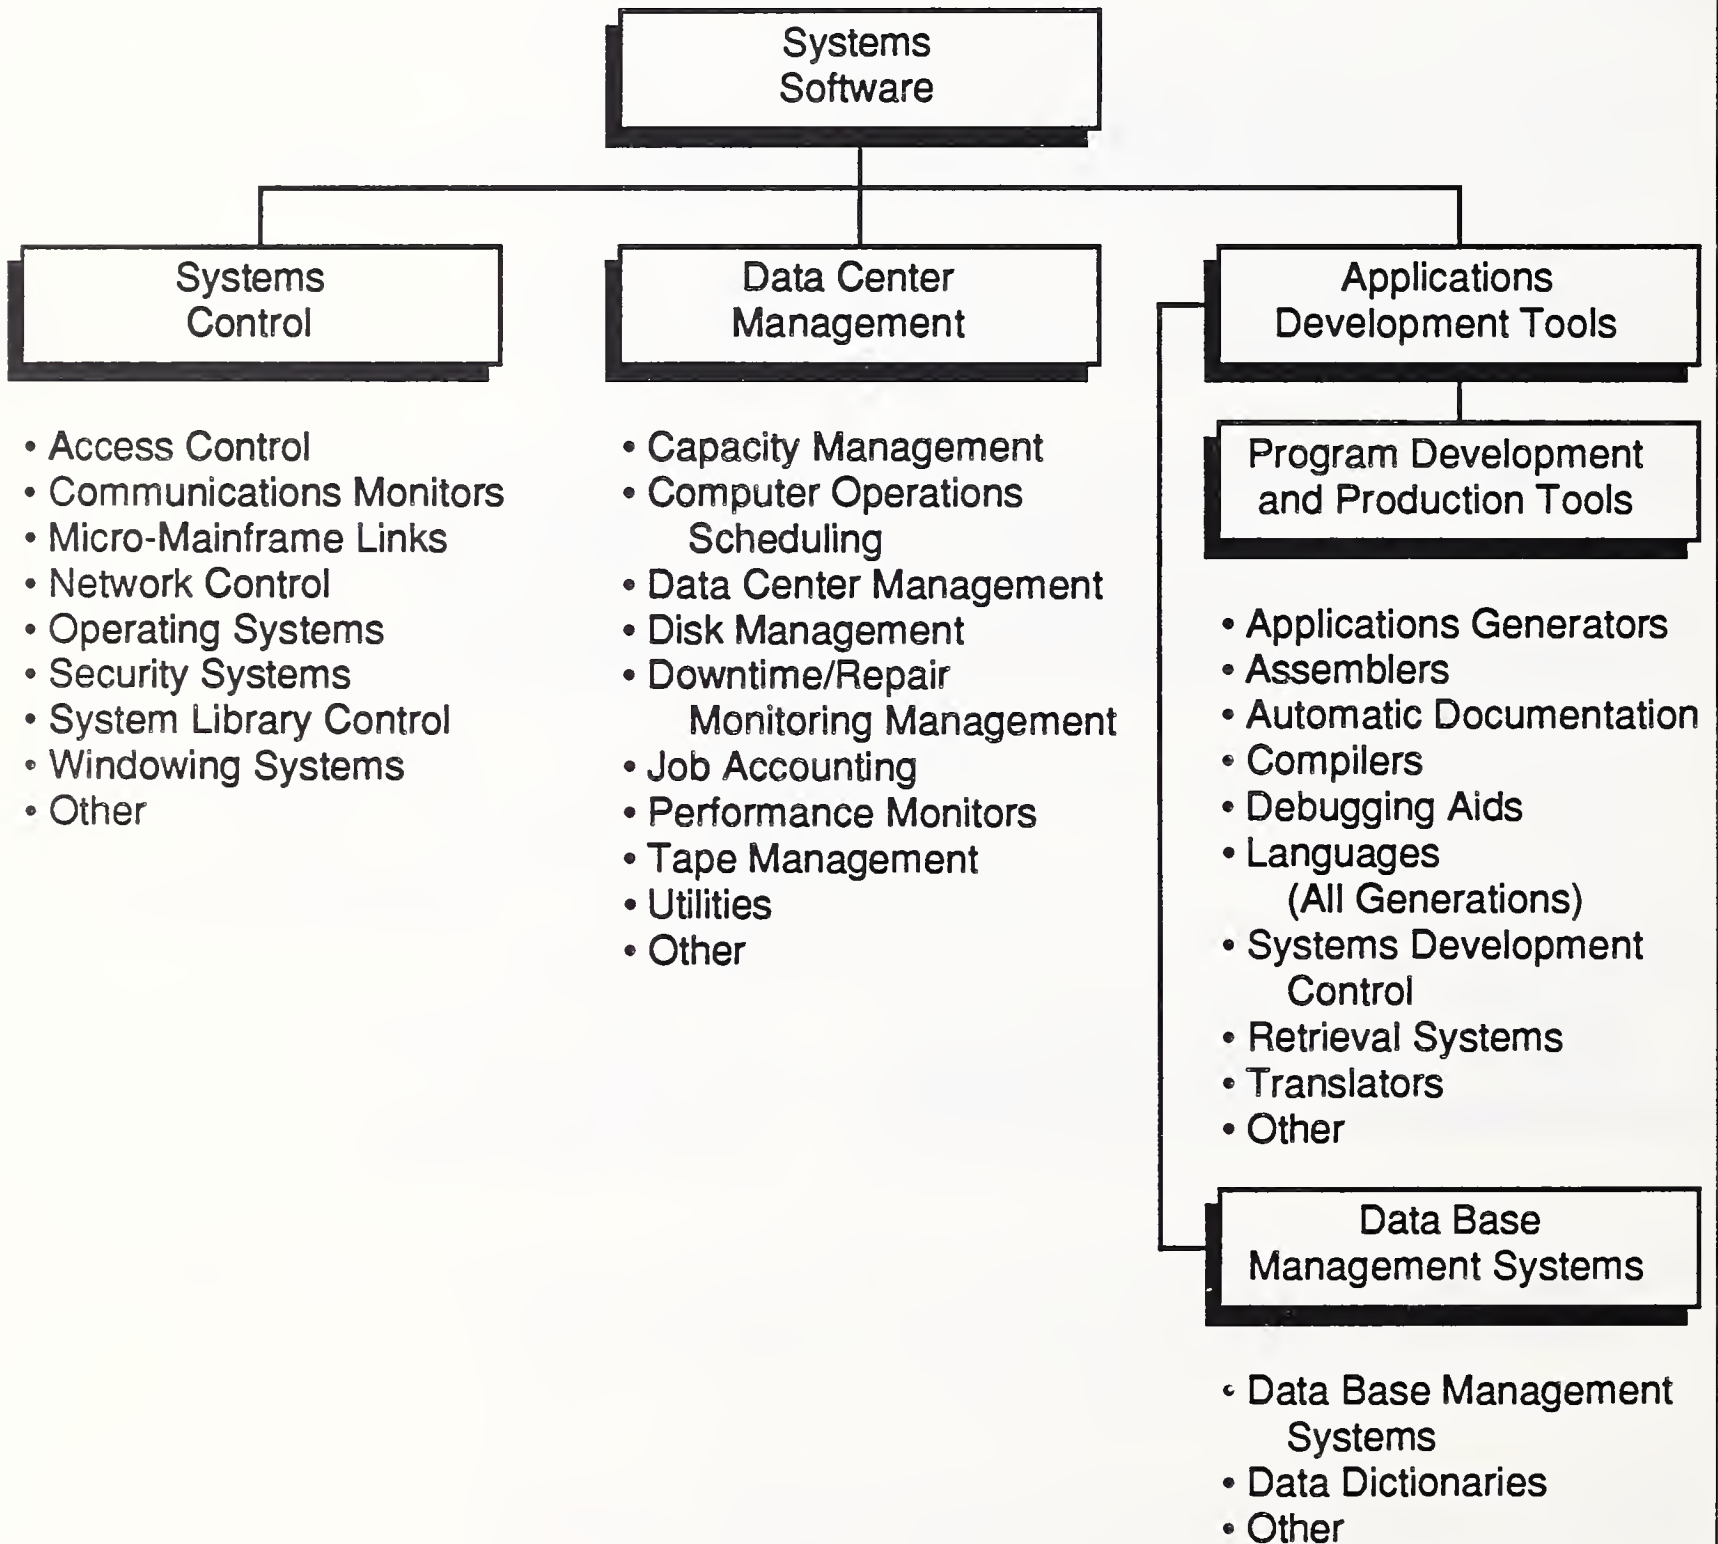 Systems
Software
Systems
Control
• Access Control
• Communications Monitors
• Micro-Mainframe Links
• Network Control
• Operating Systems
• Security Systems
• System Library Control
• Windowing Systems
• Other
Data Center
Management
• Capacity Management
• Computer Operations
Scheduling
• Data Center Management
• Disk Management
• Downtime/Repair
Monitoring Management
• Job Accounting
• Performance Monitors
• Tape Management
• Utilities
• Other
Applications
Development Tools
Program Development
and Production Tools
• Applications Generators
• Assemblers
• Automatic Documentation
• Compilers
• Debugging Aids
• Languages
(All Generations)
• Systems Development
Control
• Retrieval Systems
• Translators
• Other
Data Base
Management Systems
• Data Base Management
Systems
• Data Dictionaries
• Other